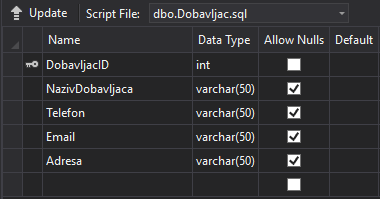 Update Script File: dbo.Dobavljac.sql
Name Data Type Allow Nulls Default
DobavljacID int
NazivDobavljaca varchar(50)
Telefon varchar(50)
Email varchar(50)
Adresa varchar(50)